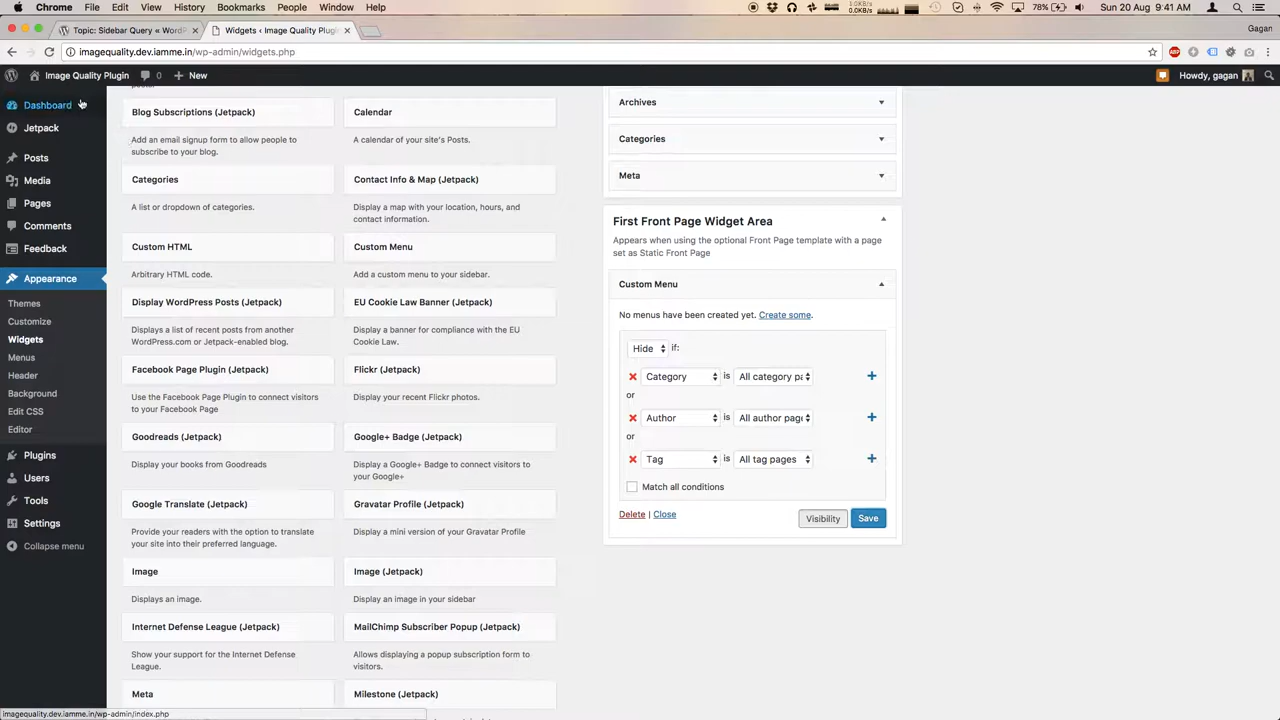 Chrome File Edit View History Bookmarks People Window Help
0.0KB/s 78% Sun 20 Aug 9:41 AM
Topic: Sidebar Query « WordP
Widgets ‹ Image Quality Plugin
Gagan
imagequality.dev.iamme.in/wp-admin/widgets.php
Image Quality Plugin 0 New
Howdy, gagan
Dashboard
Jetpack
Posts
Media
Pages
Comments
Feedback
Appearance
Themes
Customize
Widgets
Menus
Header
Background
Edit CSS
Editor
Plugins
Users
Tools
Settings
Collapse menu
Blog Subscriptions (Jetpack)
Add an email signup form to allow people to
subscribe to your blog.
Calendar
A calendar of your site's Posts.
Categories
A list or dropdown of categories.
Contact Info & Map (Jetpack)
Display a map with your location, hours, and
contact information.
Custom HTML
Arbitrary HTML code.
Custom Menu
Add a custom menu to your sidebar.
Display WordPress Posts (Jetpack)
Displays a list of recent posts from another
WordPress.com or Jetpack-enabled blog.
EU Cookie Law Banner (Jetpack)
Display a banner for compliance with the EU
Cookie Law.
Facebook Page Plugin (Jetpack)
Use the Facebook Page Plugin to connect visitors
to your Facebook Page
Flickr (Jetpack)
Display your recent Flickr photos.
Goodreads (Jetpack)
Display your books from Goodreads
Google+ Badge (Jetpack)
Display a Google+ Badge to connect visitors to
your Google+
Google Translate (Jetpack)
Provide your readers with the option to translate
your site into their preferred language.
Gravatar Profile (Jetpack)
Display a mini version of your Gravatar Profile
Image
Displays an image.
Image (Jetpack)
Display an image in your sidebar
Internet Defense League (Jetpack)
Show your support for the Internet Defense
League.
MailChimp Subscriber Popup (Jetpack)
Allows displaying a popup subscription form to
visitors.
Meta
Milestone (Jetpack)
Archives
Categories
Meta
First Front Page Widget Area
Appears when using the optional Front Page template with a page
set as Static Front Page
Custom Menu
No menus have been created yet. Create some.
Hide if:
Category is All category pa
or
Author is All author page
or
Tag is All tag pages
Match all conditions
Delete | Close
Visibility Save
imagequality.dev.iamme.in/wp-admin/index.php